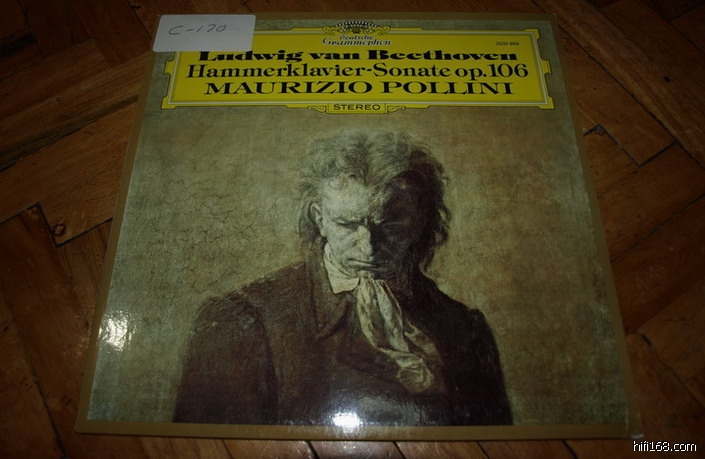 C-170
Deutsche
Grammophon
Ludwig van Beethoven
Hammerklavier-Sonate op.106
MAURIZIO POLLINI
STEREO
hifi168.com